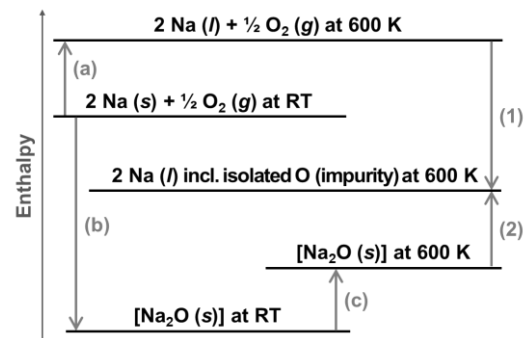 2 Na (l) + ½ O₂ (g) at 600 K
(a)
2 Na (s) + ½ O₂ (g) at RT
(1)
Enthalpy
2 Na (l) incl. isolated O (impurity) at 600 K
(b)
(2)
[Na₂O (s)] at 600 K
(c)
[Na₂O (s)] at RT